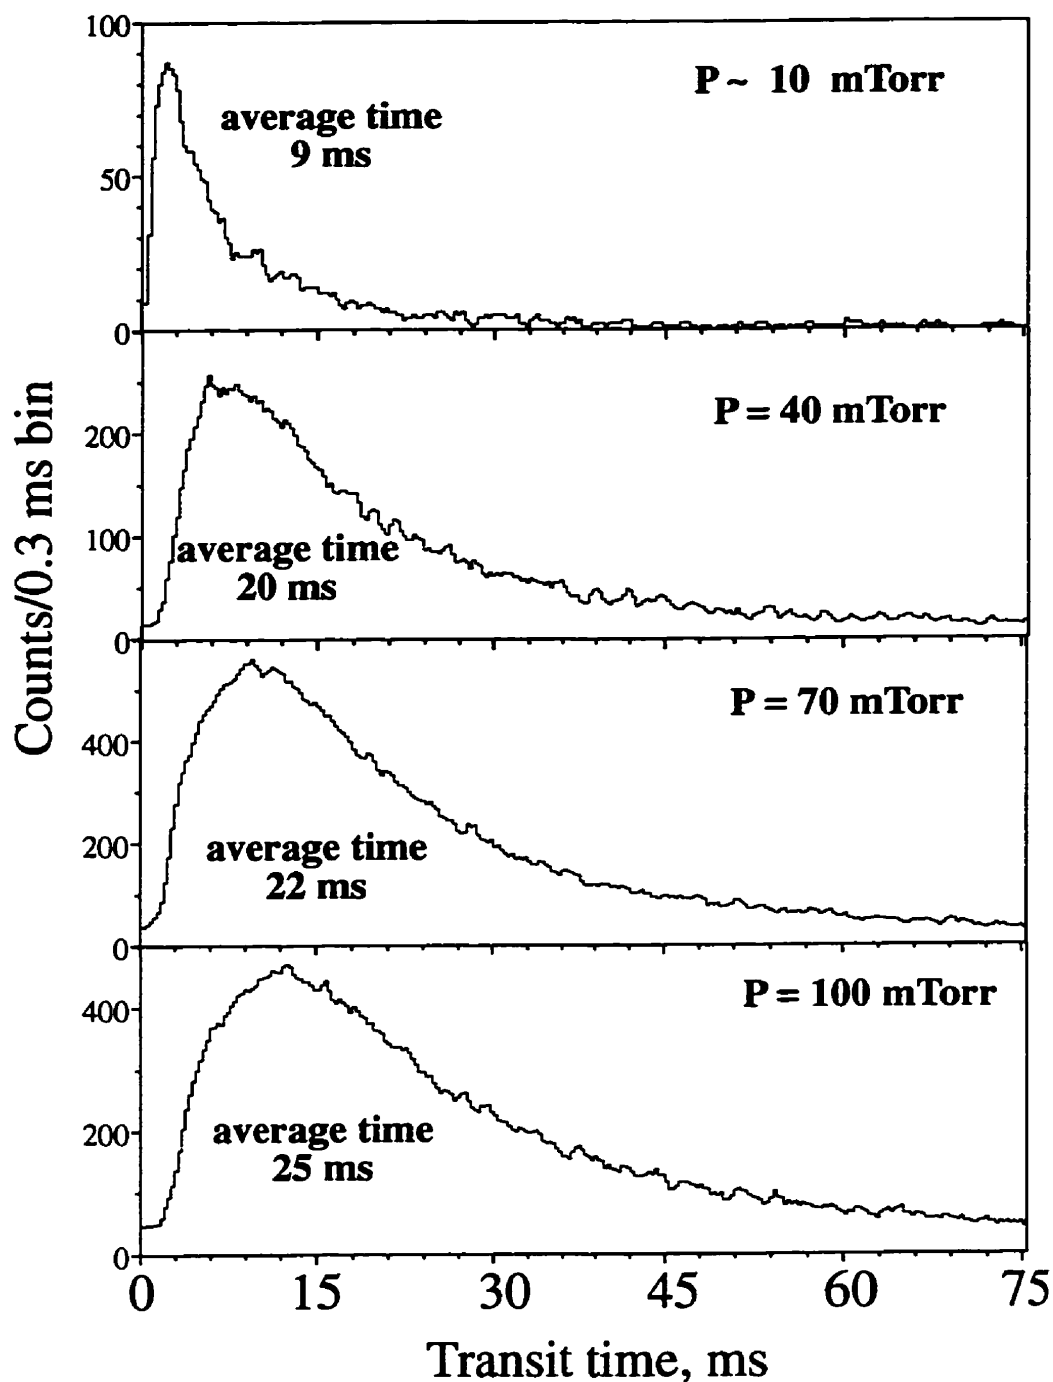 Counts/0.3 ms bin
100
50
0
P ~ 10 mTorr
average time
9 ms
200
100
0
P = 40 mTorr
average time
20 ms
400
200
0
P = 70 mTorr
average time
22 ms
400
200
0
P = 100 mTorr
average time
25 ms
0 15 30 45 60 75
Transit time, ms